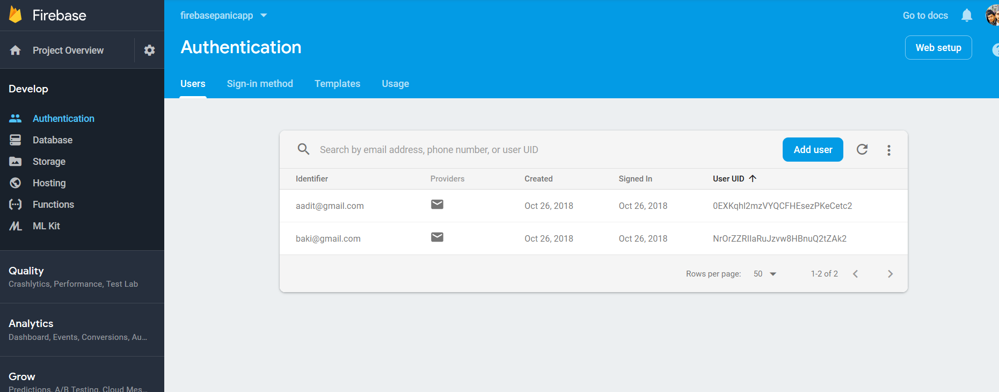 Firebase
Project Overview
Develop
Authentication
Database
Storage
Hosting
Functions
ML Kit
Quality
Crashlytics, Performance, Test Lab
Analytics
Dashboard, Events, Conversions, Au...
Grow
Predictions, A/B Testing, Cloud Mes...
firebasepanicapp
Go to docs
Authentication
Web setup
Users Sign-in method Templates Usage
Search by email address, phone number, or user UID
Add user
Identifier Providers Created Signed In User UID
aadit@gmail.com Oct 26, 2018 Oct 26, 2018 0EXKqhI2mzVYQCFHEsezPKeCetc2
baki@gmail.com Oct 26, 2018 Oct 26, 2018 NrOrZZRIIaRuJzvw8HBnuQ2tZAk2
Rows per page: 50 1-2 of 2